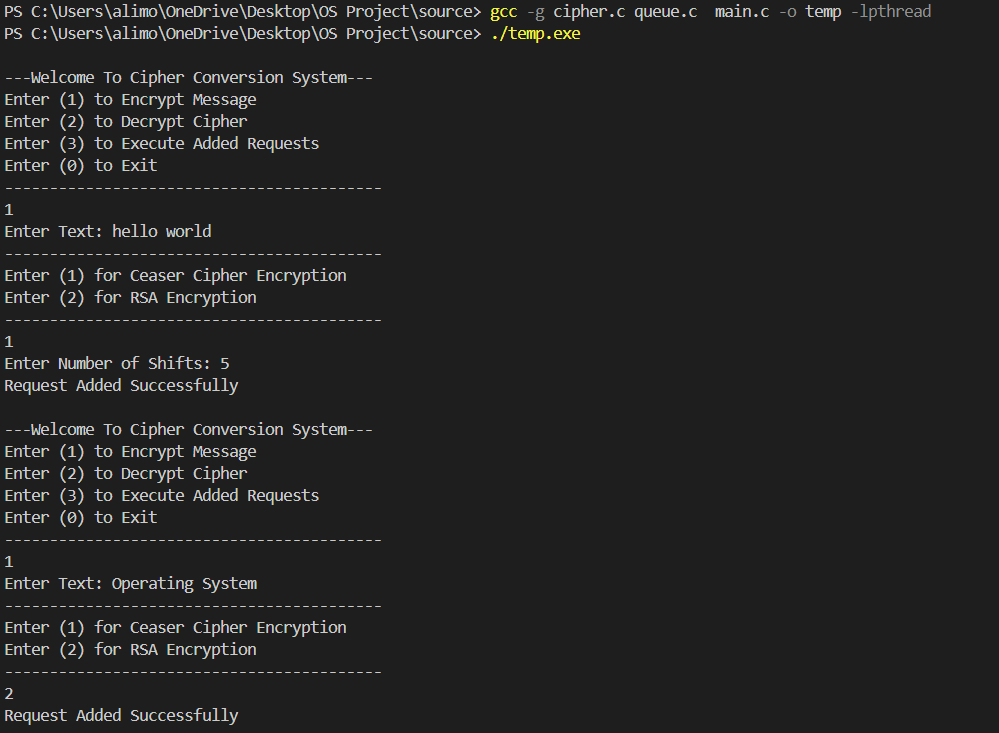 PS C:\Users\alimo\OneDrive\Desktop\OS Project\source> gcc -g cipher.c queue.c  main.c -o temp -lpthread
PS C:\Users\alimo\OneDrive\Desktop\OS Project\source> ./temp.exe

---Welcome To Cipher Conversion System---
Enter (1) to Encrypt Message
Enter (2) to Decrypt Cipher
Enter (3) to Execute Added Requests
Enter (0) to Exit
------------------------------------------
1
Enter Text: hello world
------------------------------------------
Enter (1) for Ceaser Cipher Encryption
Enter (2) for RSA Encryption
------------------------------------------
1
Enter Number of Shifts: 5
Request Added Successfully

---Welcome To Cipher Conversion System---
Enter (1) to Encrypt Message
Enter (2) to Decrypt Cipher
Enter (3) to Execute Added Requests
Enter (0) to Exit
------------------------------------------
1
Enter Text: Operating System
------------------------------------------
Enter (1) for Ceaser Cipher Encryption
Enter (2) for RSA Encryption
------------------------------------------
2
Request Added Successfully